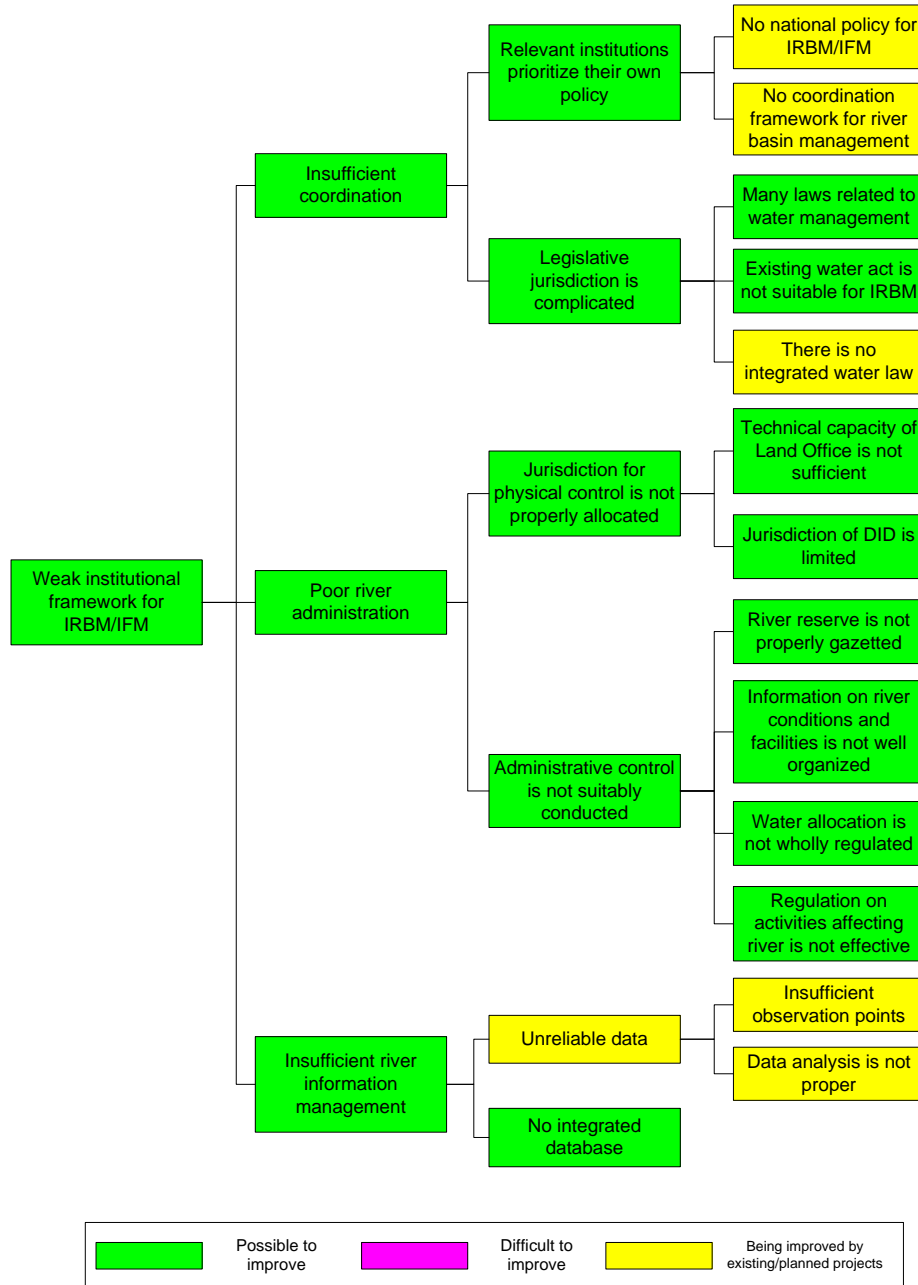 No national policy for
IRBM/IFM
Relevant institutions
prioritize their own
policy
No coordination
framework for river
basin management
Insufficient
coordination
Many laws related to
water management
Legislative
jurisdiction is
complicated
Existing water act is
not suitable for IRBM
There is no
integrated water law
Technical capacity of
Land Office is not
sufficient
Jurisdiction for
physical control is not
properly allocated
Jurisdiction of DID is
limited
Weak institutional
framework for
IRBM/IFM
Poor river
administration
River reserve is not
properly gazetted
Information on river
conditions and
facilities is not well
organized
Administrative control
is not suitably
conducted
Water allocation is
not wholly regulated
Regulation on
activities affecting
river is not effective
Insufficient
observation points
Unreliable data
Data analysis is not
proper
Insufficient river
information
management
No integrated
database
Possible to
improve
Difficult to
improve
Being improved by
existing/planned projects